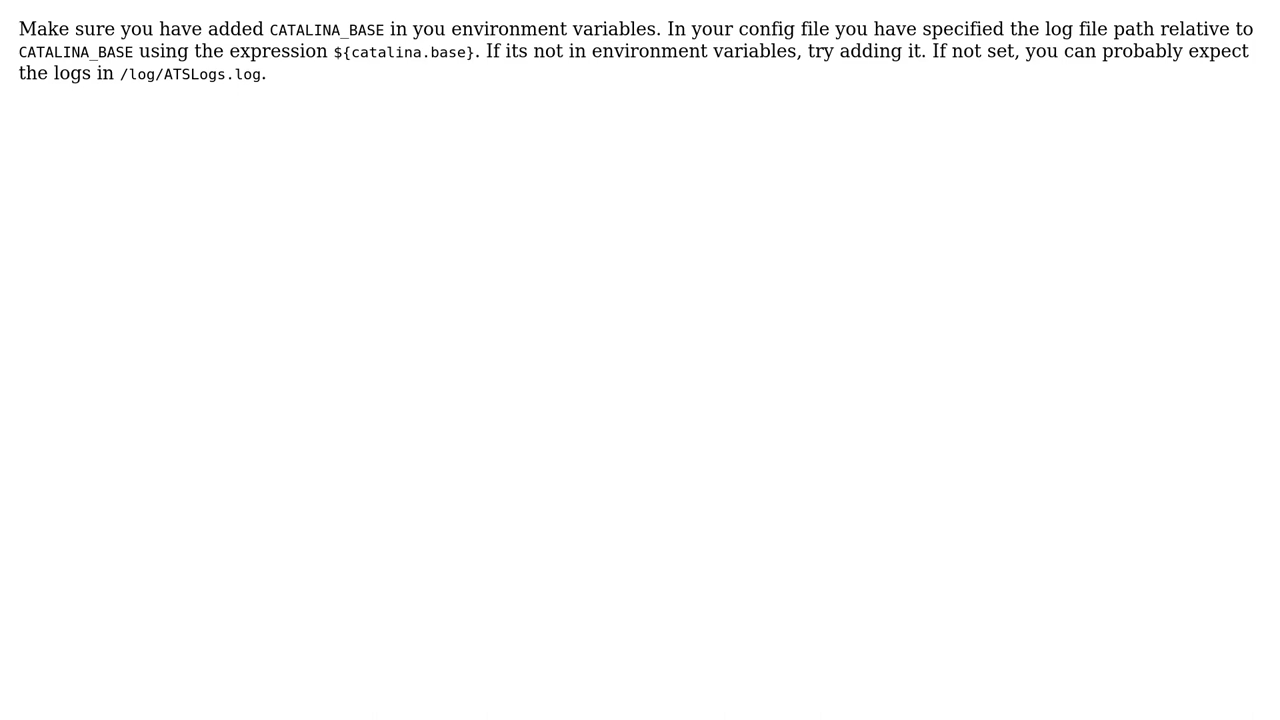 Make sure you have added CATALINA_BASE in you environment variables. In your config file you have specified the log file path relative to
CATALINA_BASE using the expression ${catalina.base}. If its not in environment variables, try adding it. If not set, you can probably expect
the logs in /log/ATSLogs.log.